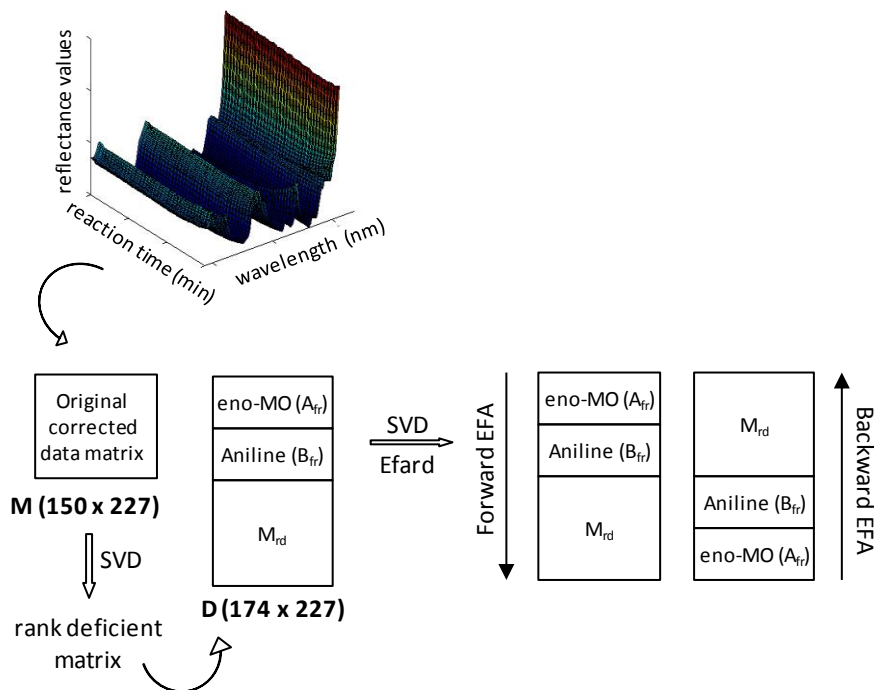 reflectance values
reaction time (min)
wavelength (nm)
Original
corrected
data matrix
M (150 x 227)
SVD
rank deficient
matrix
eno-MO (Afr)
Aniline (Bfr)
Mrd
D (174 x 227)
SVD
Efard
Forward EFA
eno-MO (Afr)
Aniline (Bfr)
Mrd
Mrd
Aniline (Bfr)
eno-MO (Afr)
Backward EFA